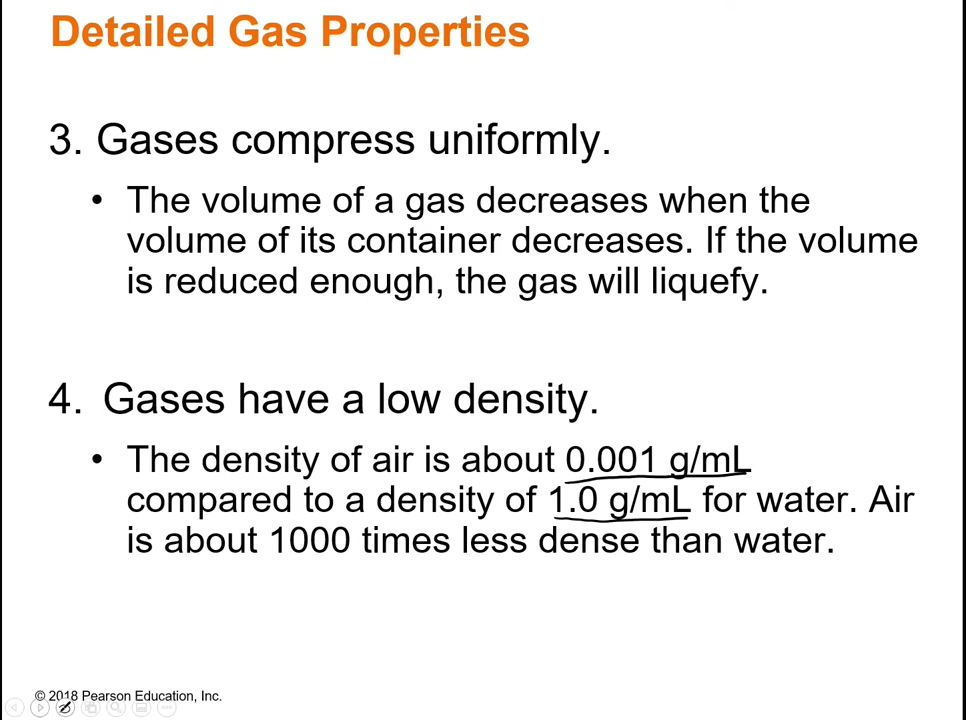 Detailed Gas Properties
3. Gases compress uniformly.
• The volume of a gas decreases when the
volume of its container decreases. If the volume
is reduced enough, the gas will liquefy.
4. Gases have a low density.
• The density of air is about 0.001 g/mL
compared to a density of 1.0 g/mL for water. Air
is about 1000 times less dense than water.
© 2018 Pearson Education, Inc.